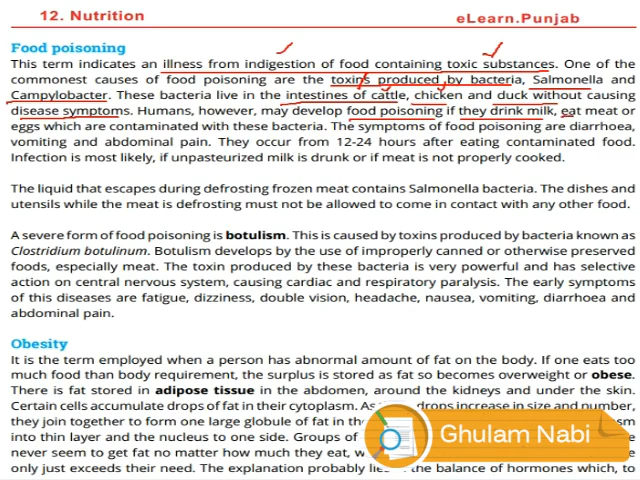 12. Nutrition
eLearn.Punjab
Food poisoning
This term indicates an illness from indigestion of food containing toxic substances. One of the
commonest causes of food poisoning are the toxins produced by bacteria, Salmonella and
Campylobacter. These bacteria live in the intestines of cattle, chicken and duck without causing
disease symptoms. Humans, however, may develop food poisoning if they drink milk, eat meat or
eggs which are contaminated with these bacteria. The symptoms of food poisoning are diarrhoea,
vomiting and abdominal pain. They occur from 12-24 hours after eating contaminated food.
Infection is most likely, if unpasteurized milk is drunk or if meat is not properly cooked.
The liquid that escapes during defrosting frozen meat contains Salmonella bacteria. The dishes and
utensils while the meat is defrosting must not be allowed to come in contact with any other food.
A severe form of food poisoning is botulism. This is caused by toxins produced by bacteria known as
Clostridium botulinum. Botulism develops by the use of improperly canned or otherwise preserved
foods, especially meat. The toxin produced by these bacteria is very powerful and has selective
action on central nervous system, causing cardiac and respiratory paralysis. The early symptoms
of this diseases are fatigue, dizziness, double vision, headache, nausea, vomiting, diarrhoea and
abdominal pain.
Obesity
It is the term employed when a person has abnormal amount of fat on the body. If one eats too
much food than body requirement, the surplus is stored as fat so becomes overweight or obese.
There is fat stored in adipose tissue in the abdomen, around the kidneys and under the skin.
Certain cells accumulate drops of fat in their cytoplasm. As drops increase in size and number,
they join together to form one large globule of fat in the
into thin layer and the nucleus to one side. Groups of
never seem to get fat no matter how much they eat,
only just exceeds their need. The explanation probably the balance of hormones which, to
Ghulam Nabi